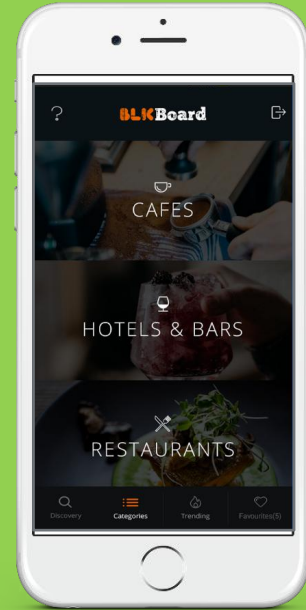 ?
BLKBoard
CAFES
HOTELS & BARS
RESTAURANTS
Discovery
Categories
Trending
Favourites(5)